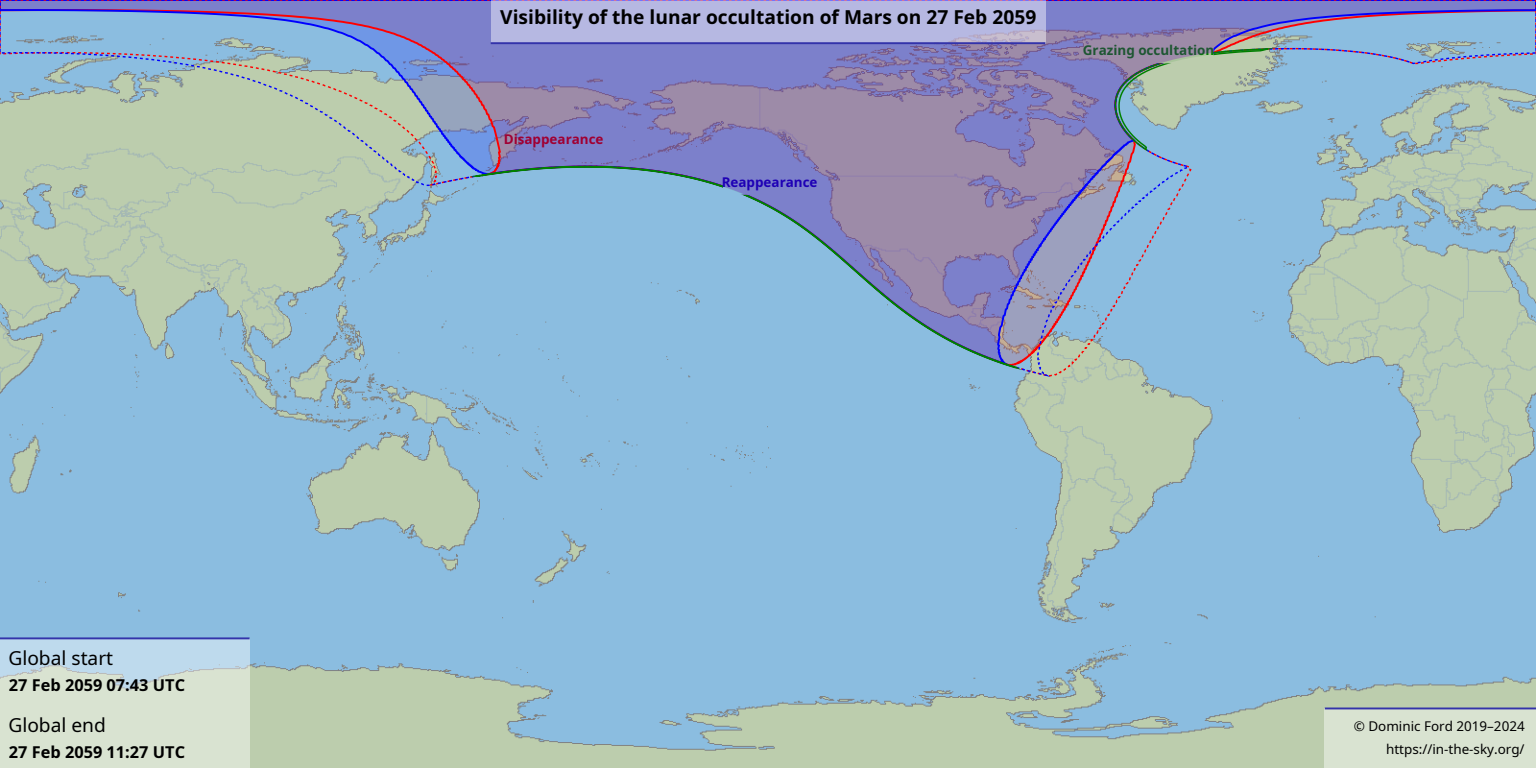 Visibility of the lunar occultation of Mars on 27 Feb 2059
Grazing occultation
Disappearance
Reappearance
Global start
27 Feb 2059 07:43 UTC
Global end
27 Feb 2059 11:27 UTC
© Dominic Ford 2019–2024
https://in-the-sky.org/